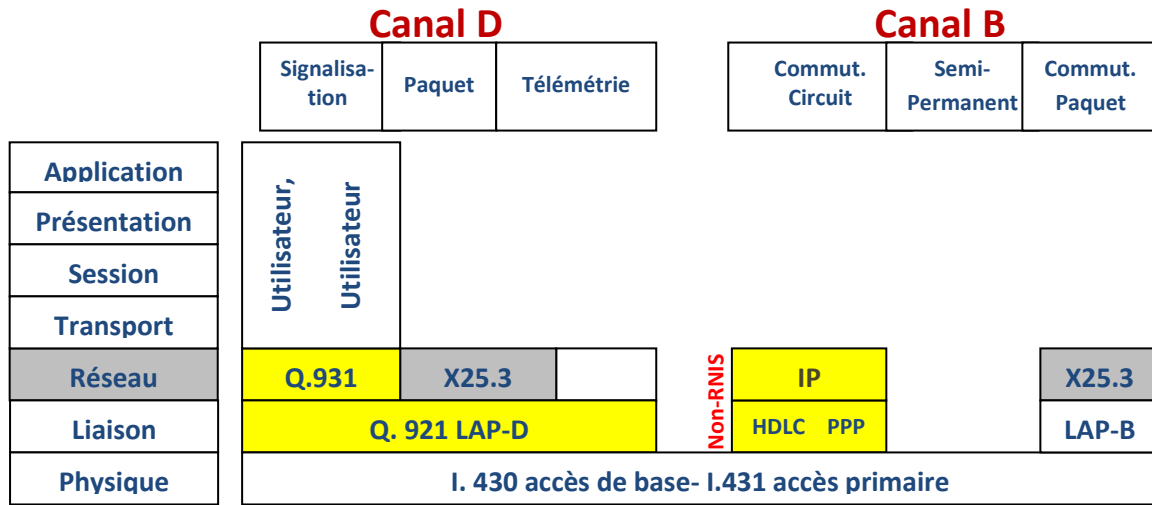 Canal D
Canal B
Signalisa-
tion
Paquet
Télémétrie
Commut.
Circuit
Semi-
Permanent
Commut.
Paquet
Application
Présentation
Session
Transport
Utilisateur,
Utilisateur
Réseau
Q.931
X25.3
Non-RNIS
IP
X25.3
Liaison
Q. 921 LAP-D
HDLC PPP
LAP-B
Physique
I. 430 accès de base- I.431 accès primaire